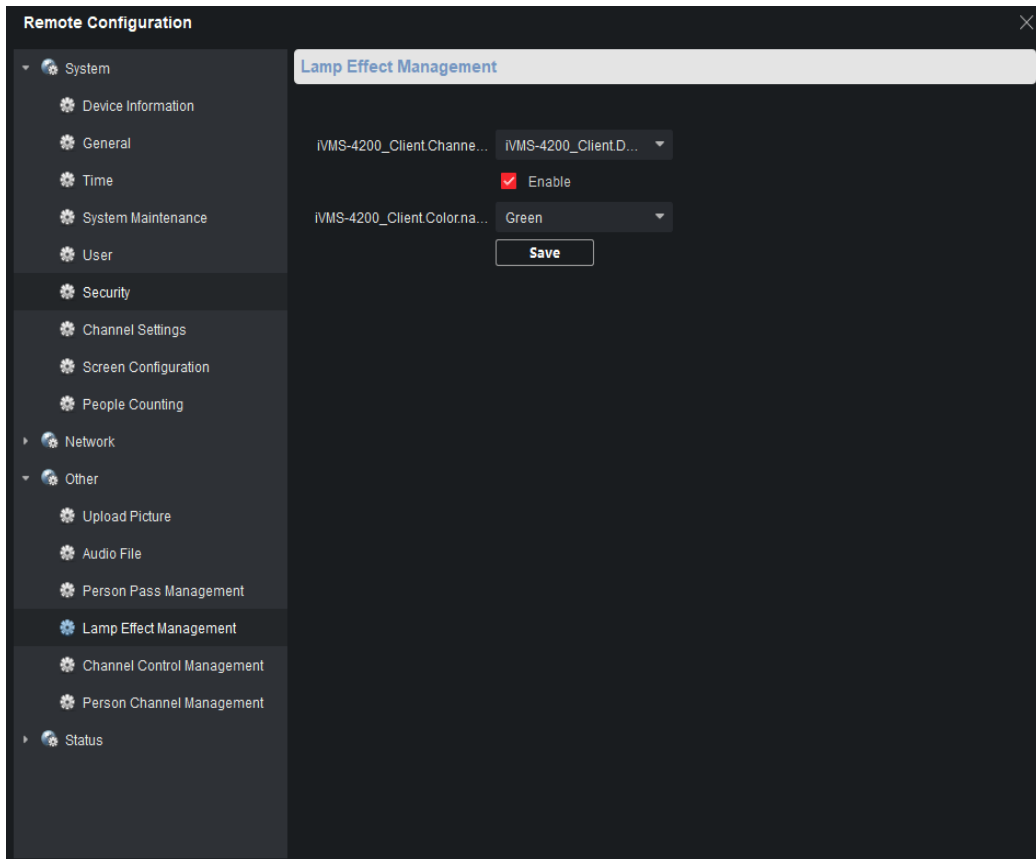 Remote Configuration
System
Device Information
General
Time
System Maintenance
User
Security
Channel Settings
Screen Configuration
People Counting
Network
Other
Upload Picture
Audio File
Person Pass Management
Lamp Effect Management
Channel Control Management
Person Channel Management
Status
Lamp Effect Management
iVMS-4200_Client.Channe... iVMS-4200_Client.D...
Enable
iVMS-4200_Client.Color.na... Green
Save